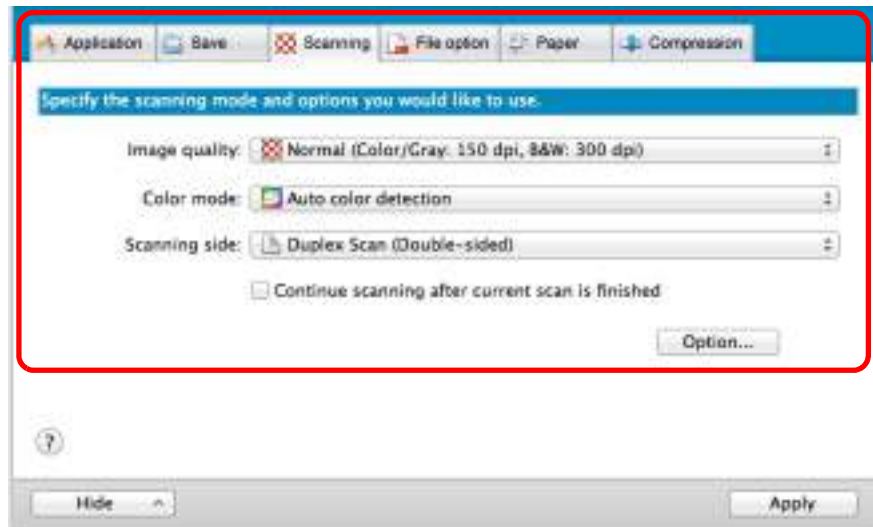 Application Save Scanning File option Paper Compression
Specify the scanning mode and options you would like to use.
Image quality: Normal (Color/Gray: 150 dpi, B&W: 300 dpi)
Color mode: Auto color detection
Scanning side: Duplex Scan (Double-sided)
Continue scanning after current scan is finished
Option...
?
Hide
Apply